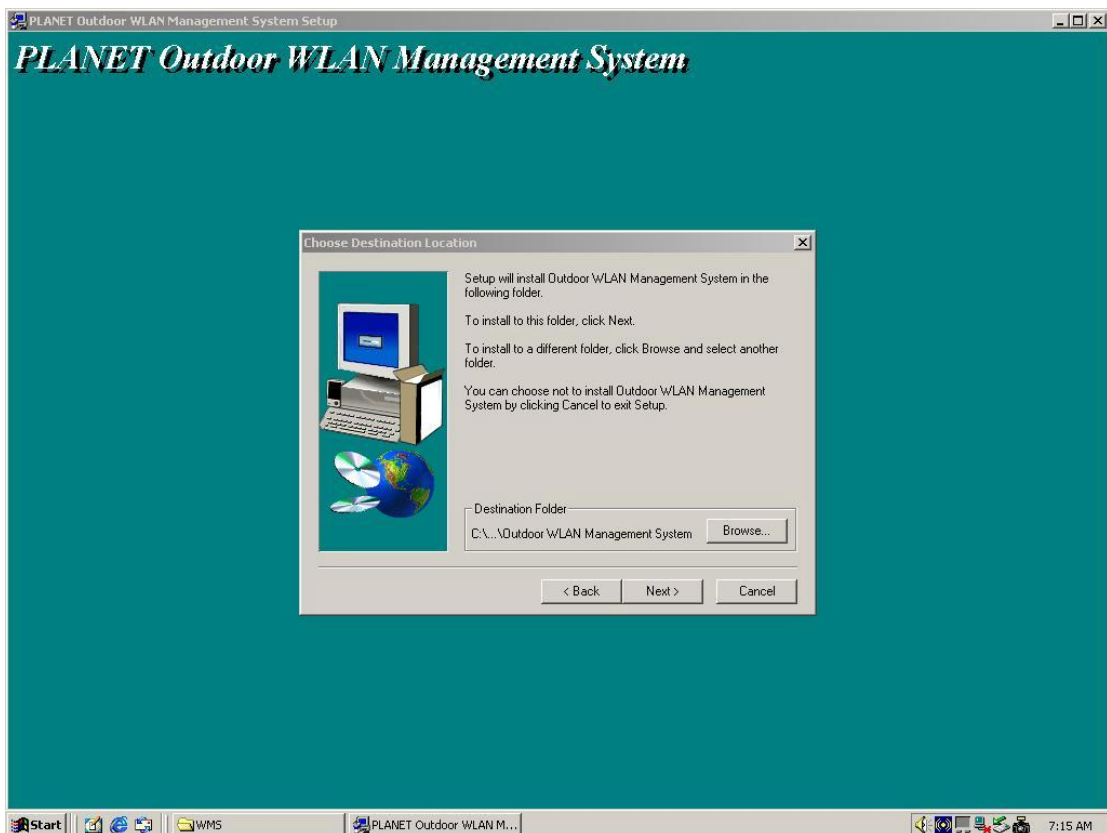 PLANET Outdoor WLAN Management System Setup
PLANET Outdoor WLAN Management System
Choose Destination Location
Setup will install Outdoor WLAN Management System in the
following folder.
To install to this folder, click Next.
To install to a different folder, click Browse and select another
folder.
You can choose not to install Outdoor WLAN Management
System by clicking Cancel to exit Setup.
Destination Folder
C:\...\Outdoor WLAN Management System
Browse...
< Back
Next >
Cancel
Start
WMS
PLANET Outdoor WLAN M...
7:15 AM